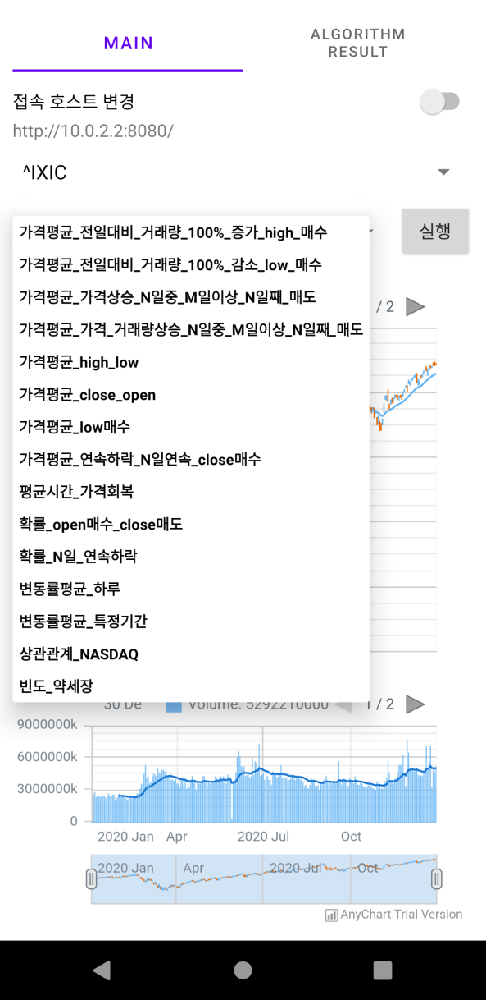 MAIN
ALGORITHM
RESULT
접속 호스트 변경
http://10.0.2.2:8080/
^IXIC
실행
가격평균_전일대비_거래량_100%_증가_high_매수
가격평균_전일대비_거래량_100%_감소_low_매수
가격평균_가격상승_N일중_M일이상_N일째_매도
/ 2
가격평균_가격_거래량상승_N일중_M일이상_N일째_매도
가격평균_high_low
가격평균_close_open
가격평균_low매수
가격평균_연속하락_N일연속_close매수
평균시간_가격회복
확률_open매수_close매도
확률_N일_연속하락
변동률평균_하루
변동률평균_특정기간
상관관계_NASDAQ
빈도_약세장
30 De Volume: 5292210000 1 / 2
9000000k
6000000k
3000000k
0
2020 Jan Apr 2020 Jul Oct
2020 Jan Apr 2020 Jul Oct
AnyChart Trial Version